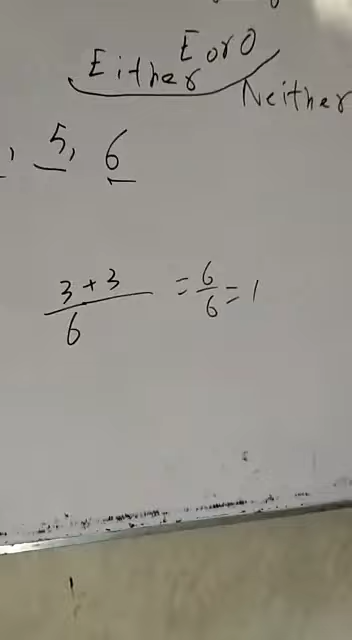 E or O
Either
Neither
, 5, 6
3 + 3
6
= 6/6 = 1